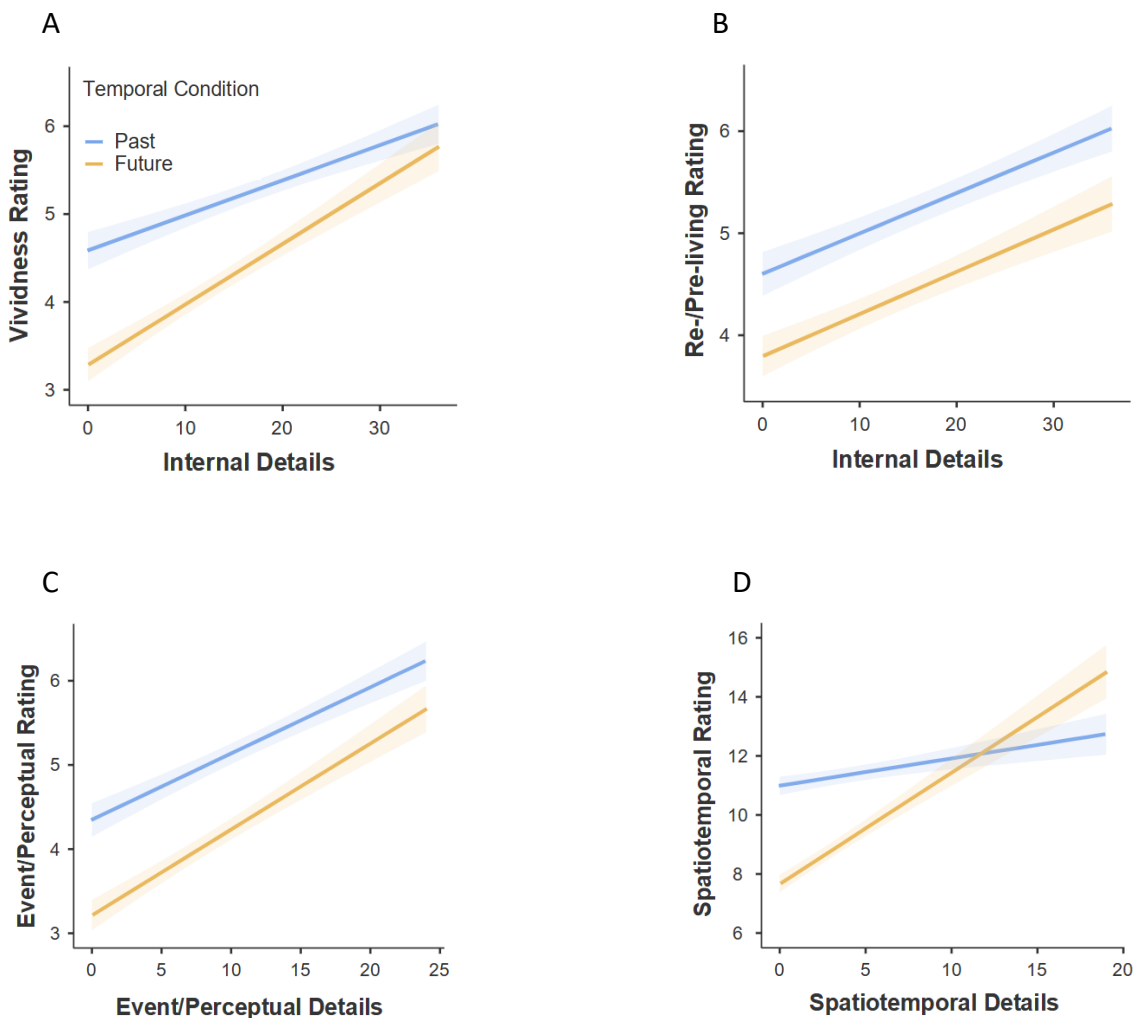 A
Temporal Condition
Past
Future
6
5
4
3
Vividness Rating
0 10 20 30
Internal Details
B
6
5
4
Re-/Pre-living Rating
0 10 20 30
Internal Details
C
6
5
4
3
Event/Perceptual Rating
0 5 10 15 20 25
Event/Perceptual Details
D
16
14
12
10
8
6
Spatiotemporal Rating
0 5 10 15 20
Spatiotemporal Details